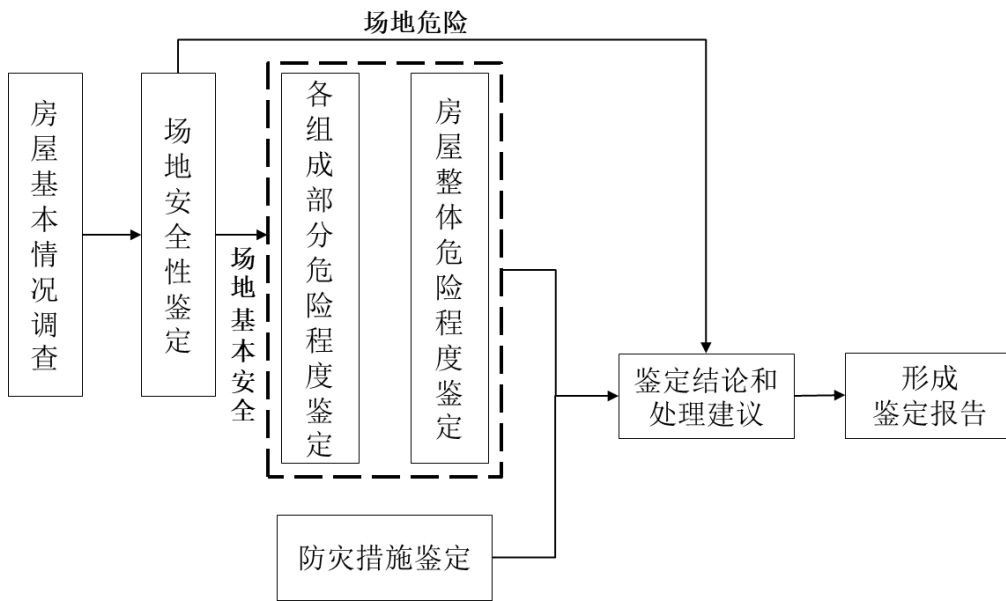 场地危险
房屋基本情况调查
场地安全性鉴定
场地基本安全
各组成部分危险程度鉴定
房屋整体危险程度鉴定
防灾措施鉴定
鉴定结论和
处理建议
形成
鉴定报告